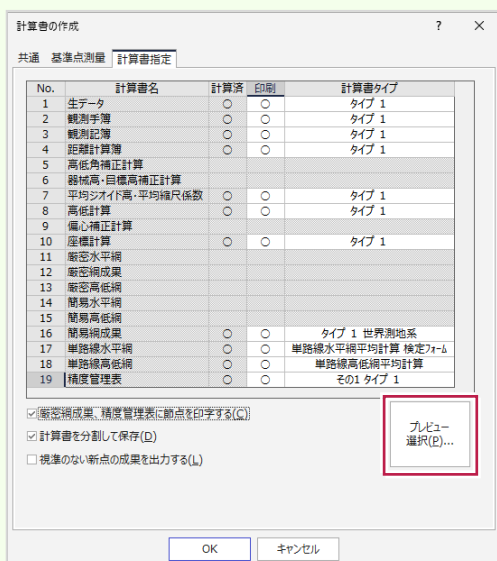 計算書の作成 ? ×
共通 基準点測量 計算書指定
No. 計算書名 計算済 印刷 計算書タイプ
1 生データ ○ ○ タイプ 1
2 観測手簿 ○ ○ タイプ 1
3 観測記簿 ○ ○ タイプ 1
4 距離計算簿 ○ ○ タイプ 1
5 高低角補正計算
6 器械高・目標高補正計算
7 平均ジオイド高・平均縮尺係数 ○ ○ タイプ 1
8 高低計算 ○ ○ タイプ 1
9 偏心補正計算
10 座標計算 ○ ○ タイプ 1
11 厳密水平網
12 厳密網成果
13 厳密高低網
14 簡易水平網
15 簡易高低網
16 簡易網成果 ○ ○ タイプ 1 世界測地系
17 単路線水平網 ○ ○ 単路線水平網平均計算 検定フォーム
18 単路線高低網 ○ ○ 単路線高低網平均計算
19 精度管理表 ○ ○ その1 タイプ 1
厳密網成果、精度管理表に節点を印字する(C)
計算書を分割して保存(D)
視準のない新点の成果を出力する(L)
プレビュー
選択(P)...
OK キャンセル